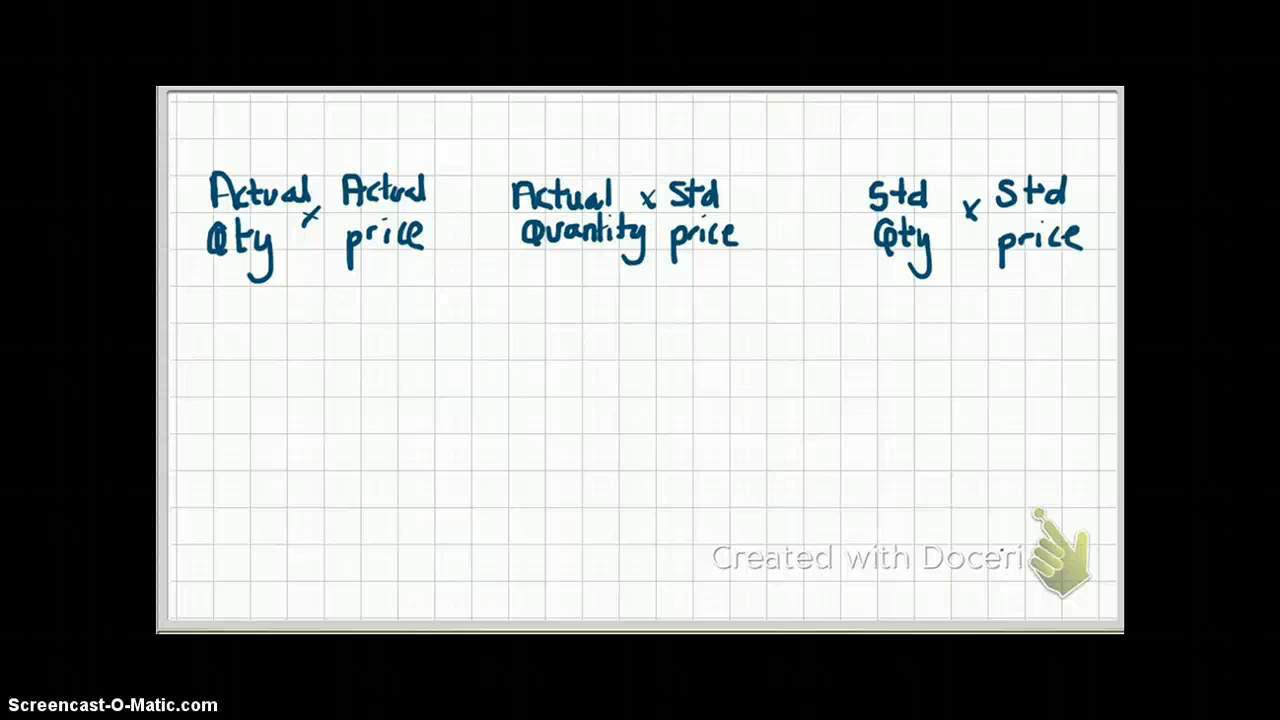 Actual x Actual
Qty price
Actual x Std
Quantity price
Std x Std
Qty price
Created with Doceri
Screencast-O-Matic.com